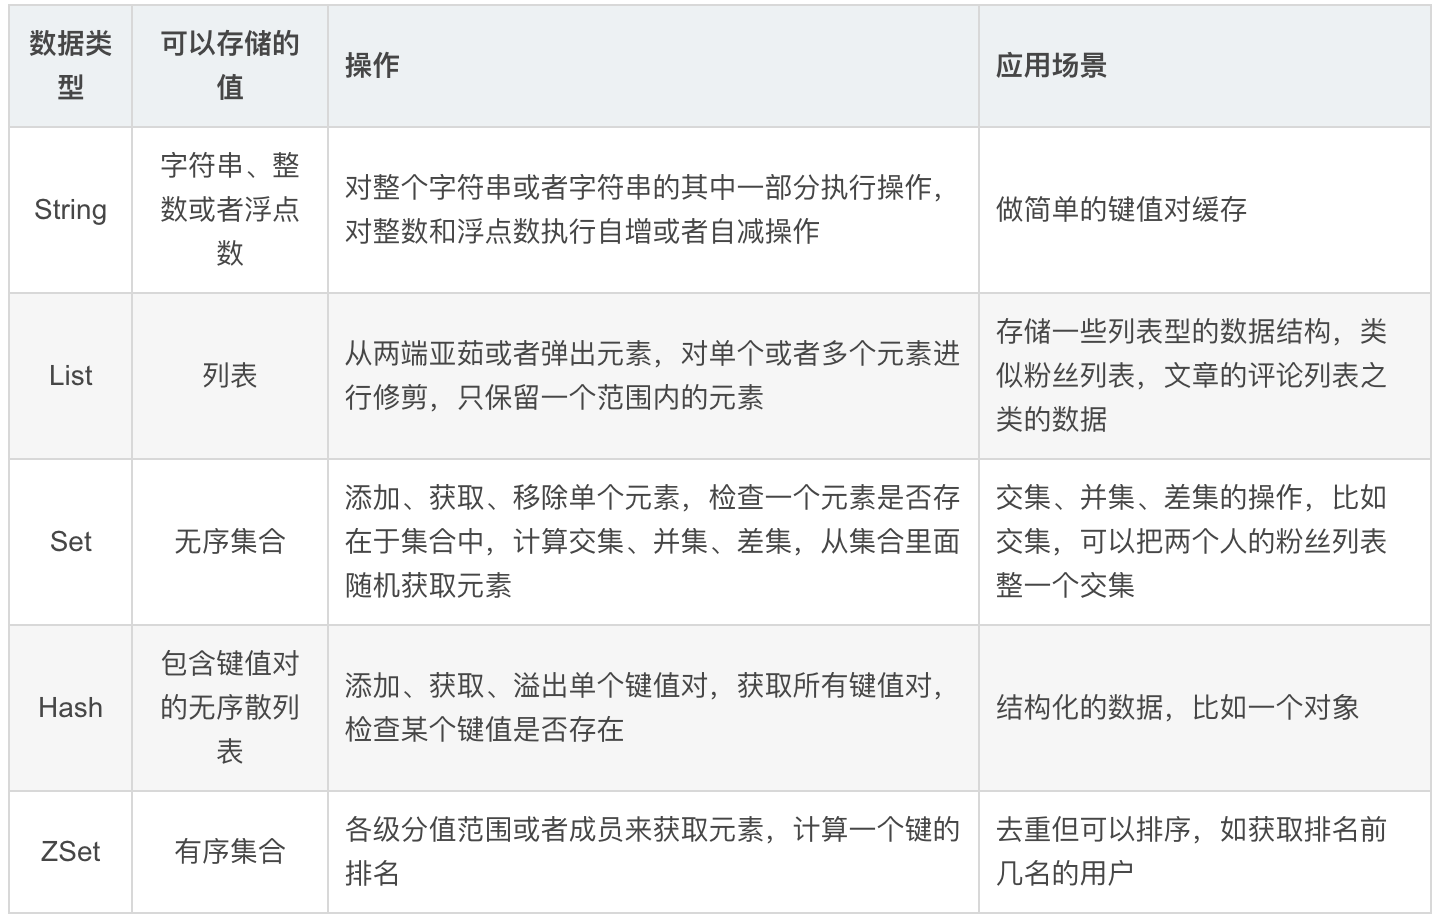 数据类
型
可以存储的
值
操作
应用场景
String
字符串、整
数或者浮点
数
对整个字符串或者字符串的其中一部分执行操作,
对整数和浮点数执行自增或者自减操作
做简单的键值对缓存
List
列表
从两端亚茹或者弹出元素，对单个或者多个元素进
行修剪，只保留一个范围内的元素
存储一些列表型的数据结构，类
似粉丝列表，文章的评论列表之
类的数据
Set
无序集合
添加、获取、移除单个元素，检查一个元素是否存
在于集合中，计算交集、并集、差集，从集合里面
随机获取元素
交集、并集、差集的操作，比如
交集，可以把两个人的粉丝列表
整一个交集
Hash
包含键值对
的无序散列
表
添加、获取、溢出单个键值对，获取所有键值对，
检查某个键值是否存在
结构化的数据，比如一个对象
ZSet
有序集合
各级分值范围或者成员来获取元素，计算一个键的
排名
去重但可以排序，如获取排名前
几名的用户